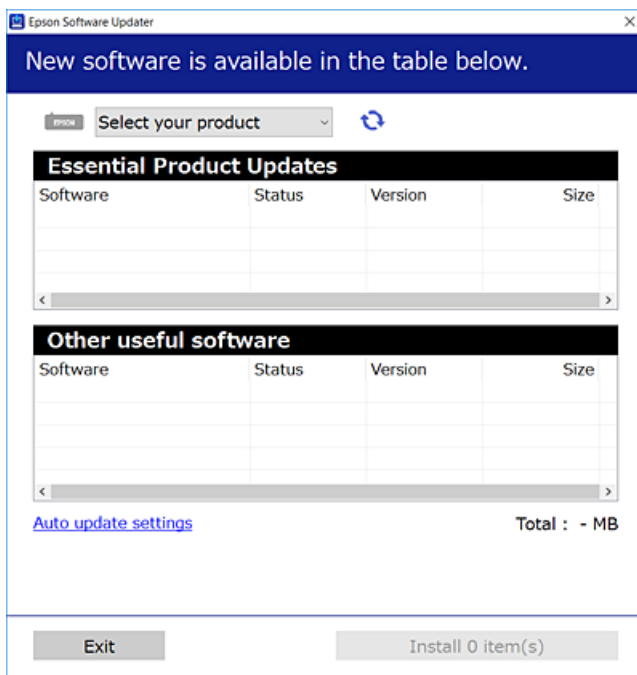 Epson Software Updater
New software is available in the table below.
EPSON Select your product
Essential Product Updates
Software Status Version Size
Other useful software
Software Status Version Size
Auto update settings Total : - MB
Exit Install 0 item(s)